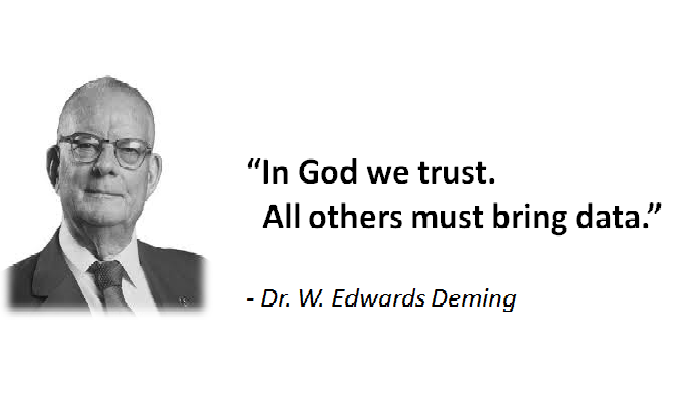 “In God we trust.
All others must bring data.”
- Dr. W. Edwards Deming